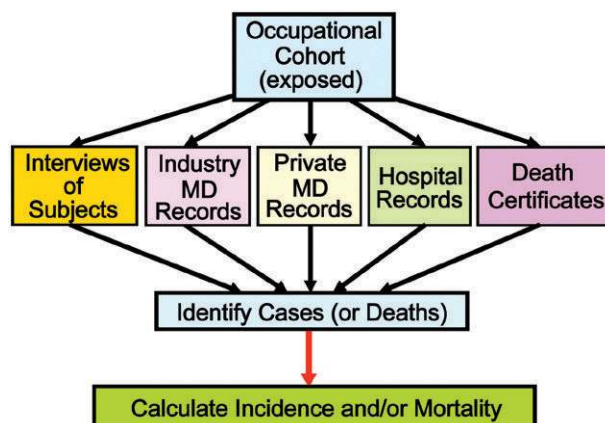 Occupational
Cohort
(exposed)
Interviews
of
Subjects
Industry
MD
Records
Private
MD
Records
Hospital
Records
Death
Certificates
Identify Cases (or Deaths)
Calculate Incidence and/or Mortality